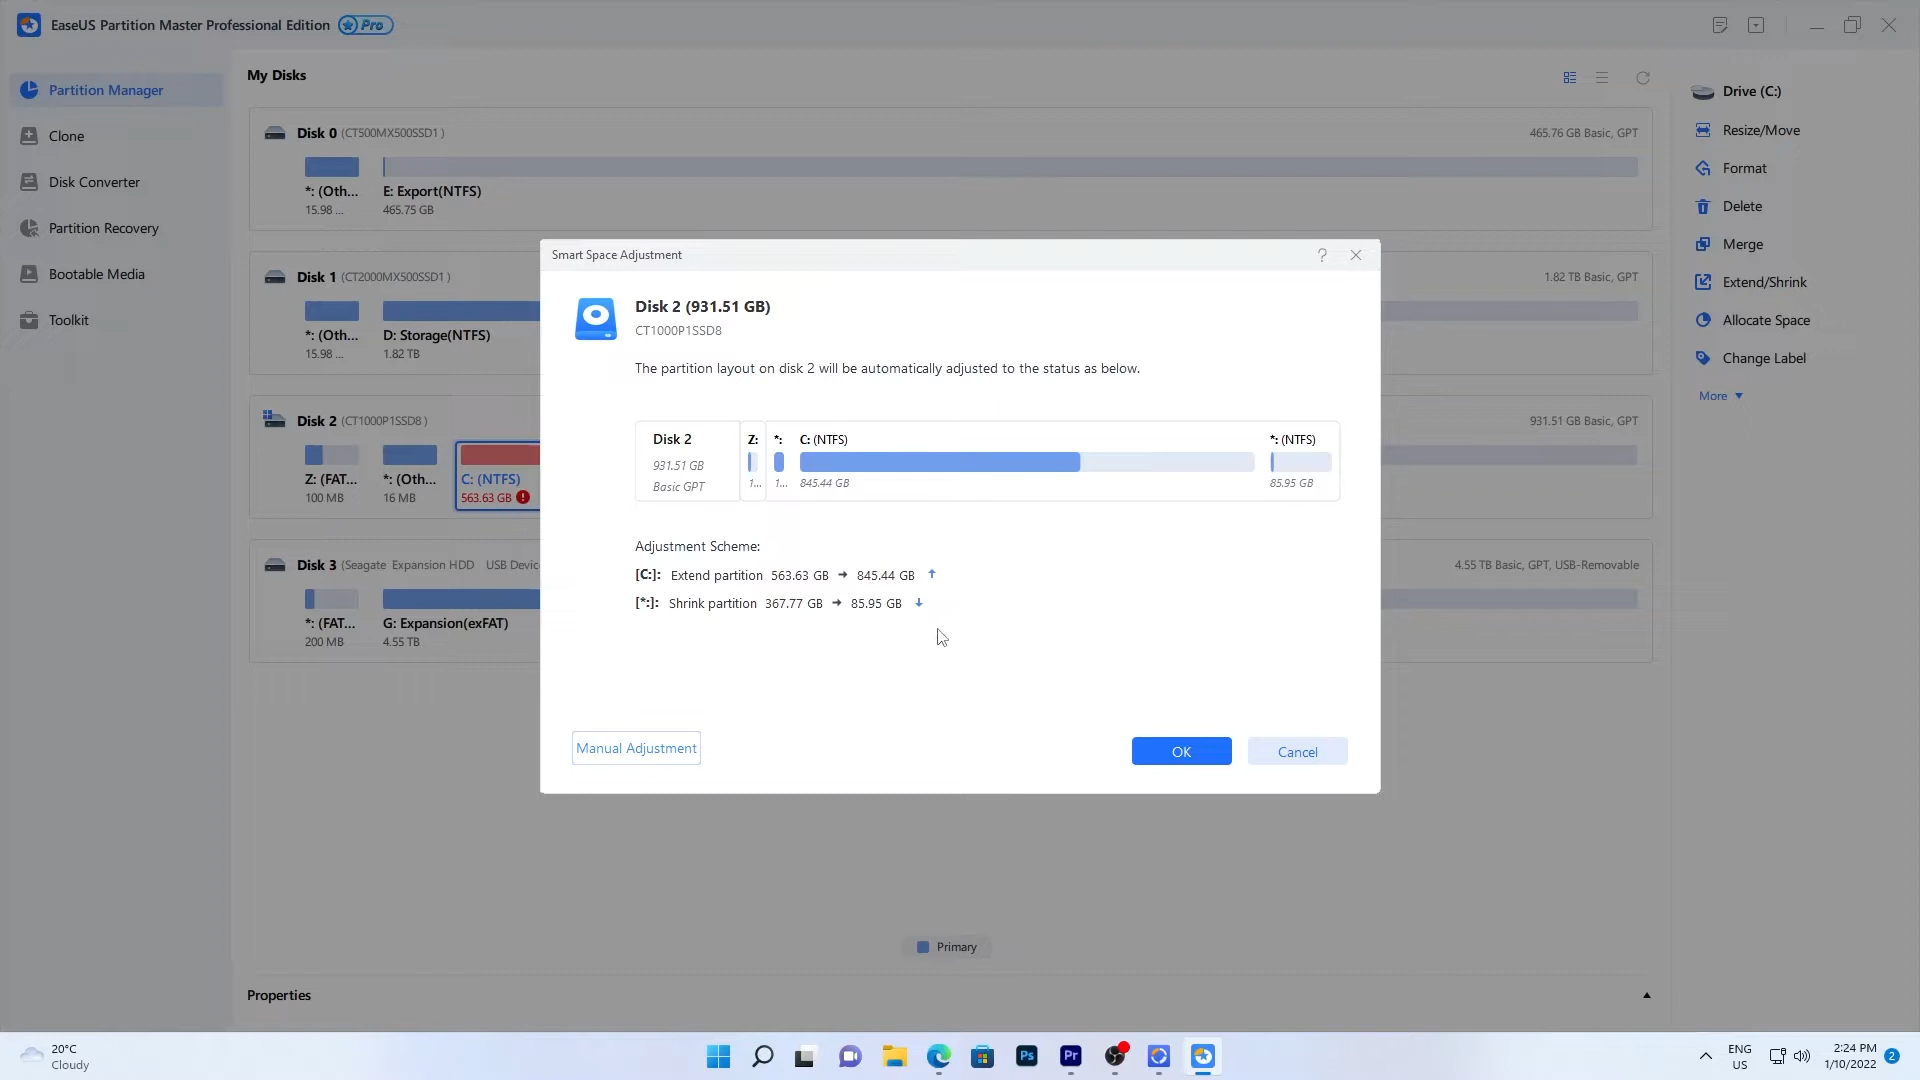 EaseUS Partition Master Professional Edition Pro
Partition Manager
Clone
Disk Converter
Partition Recovery
Bootable Media
Toolkit
My Disks
Disk 0 (CT500MX500SSD1 )
465.76 GB Basic, GPT
*: (Oth...
E: Export(NTFS)
15.98 ...
465.75 GB
Disk 1 (CT2000MX500SSD1 )
1.82 TB Basic, GPT
*: (Oth...
D: Storage(NTFS)
15.98 ...
1.82 TB
Disk 2 (CT1000P1SSD8 )
931.51 GB Basic, GPT
Z: (FAT...
*: (Oth...
C: (NTFS)
100 MB
16 MB
563.63 GB
Disk 3 (Seagate Expansion HDD USB Devic
4.55 TB Basic, GPT, USB-Removable
*: (FAT...
G: Expansion(exFAT)
200 MB
4.55 TB
Primary
Properties
Drive (C:)
Resize/Move
Format
Delete
Merge
Extend/Shrink
Allocate Space
Change Label
More
Smart Space Adjustment
?
Disk 2 (931.51 GB)
CT1000P1SSD8
The partition layout on disk 2 will be automatically adjusted to the status as below.
Disk 2
931.51 GB
Basic GPT
Z:
*:
C: (NTFS)
*: (NTFS)
1...
1...
845.44 GB
85.95 GB
Adjustment Scheme:
[C:]: Extend partition 563.63 GB → 845.44 GB ↑
[*:]: Shrink partition 367.77 GB → 85.95 GB ↓
Manual Adjustment
OK
Cancel
20°C
Cloudy
Ps
Pr
ENG
US
2:24 PM
1/10/2022
2